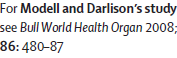 For Modell and Darlison's study
see Bull World Health Organ 2008;
86: 480–87